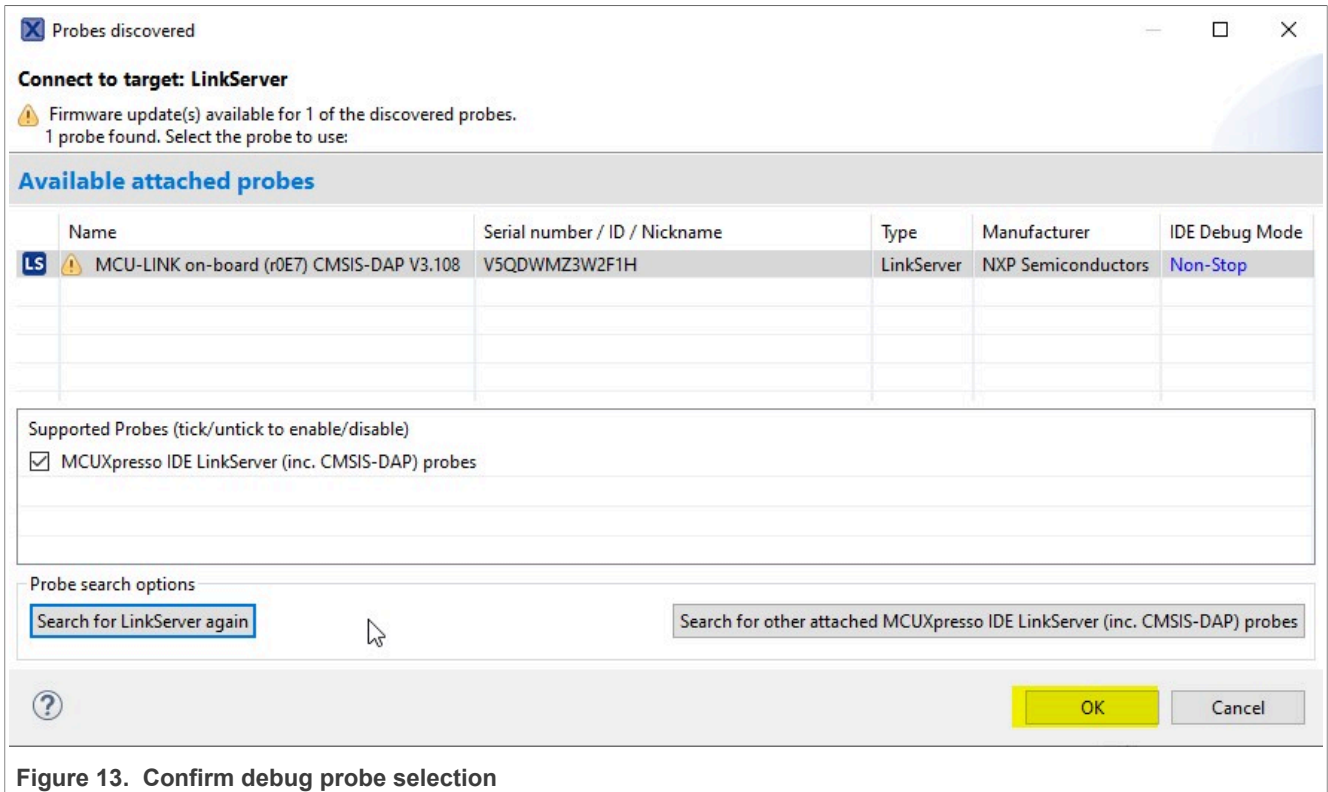 Probes discovered
Connect to target: LinkServer
Firmware update(s) available for 1 of the discovered probes.
1 probe found. Select the probe to use:
Available attached probes
Name Serial number / ID / Nickname Type Manufacturer IDE Debug Mode
LS MCU-LINK on-board (r0E7) CMSIS-DAP V3.108 V5QDWMZ3W2F1H LinkServer NXP Semiconductors Non-Stop
Supported Probes (tick/untick to enable/disable)
MCUXpresso IDE LinkServer (inc. CMSIS-DAP) probes
Probe search options
Search for LinkServer again Search for other attached MCUXpresso IDE LinkServer (inc. CMSIS-DAP) probes
? OK Cancel
Figure 13. Confirm debug probe selection